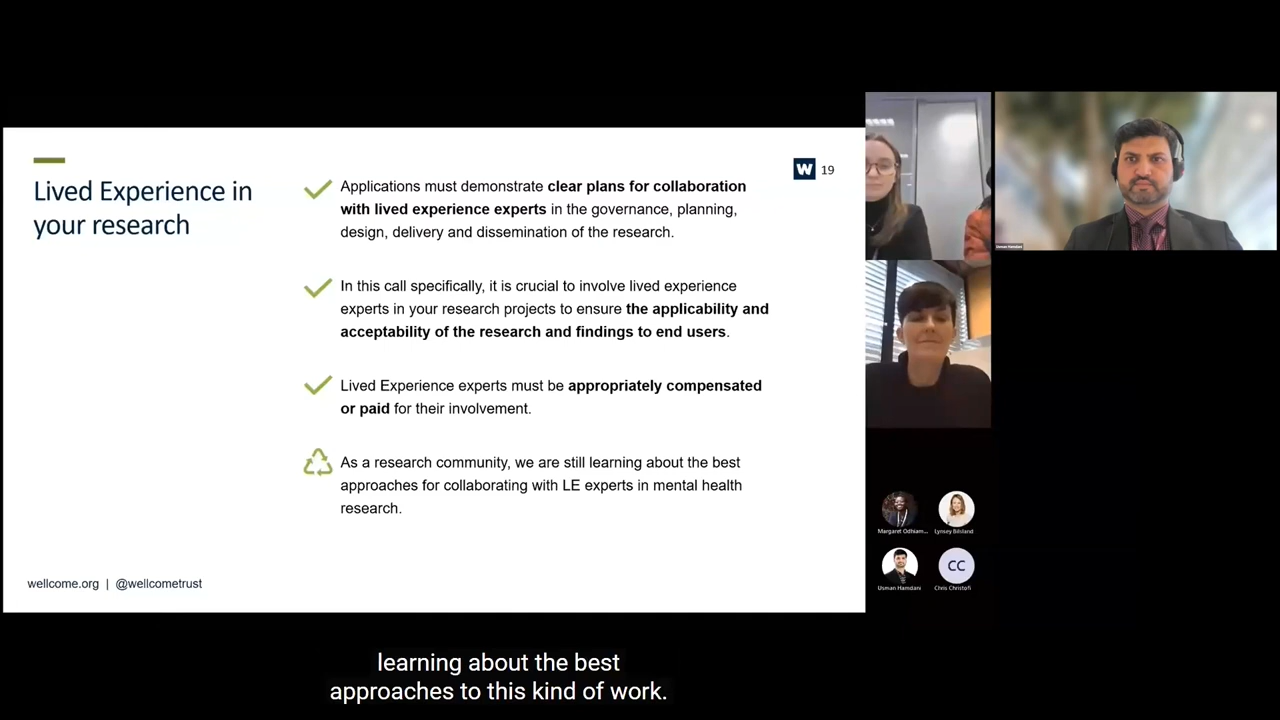 Lived Experience in
your research
W 19
Applications must demonstrate clear plans for collaboration
with lived experience experts in the governance, planning,
design, delivery and dissemination of the research.
In this call specifically, it is crucial to involve lived experience
experts in your research projects to ensure the applicability and
acceptability of the research and findings to end users.
Lived Experience experts must be appropriately compensated
or paid for their involvement.
As a research community, we are still learning about the best
approaches for collaborating with LE experts in mental health
research.
wellcome.org | @wellcometrust
Usman Hamdani
Margaret Odhiam... Lynsey Bilsland
CC
Usman Hamdani Chris Christofi
learning about the best
approaches to this kind of work.